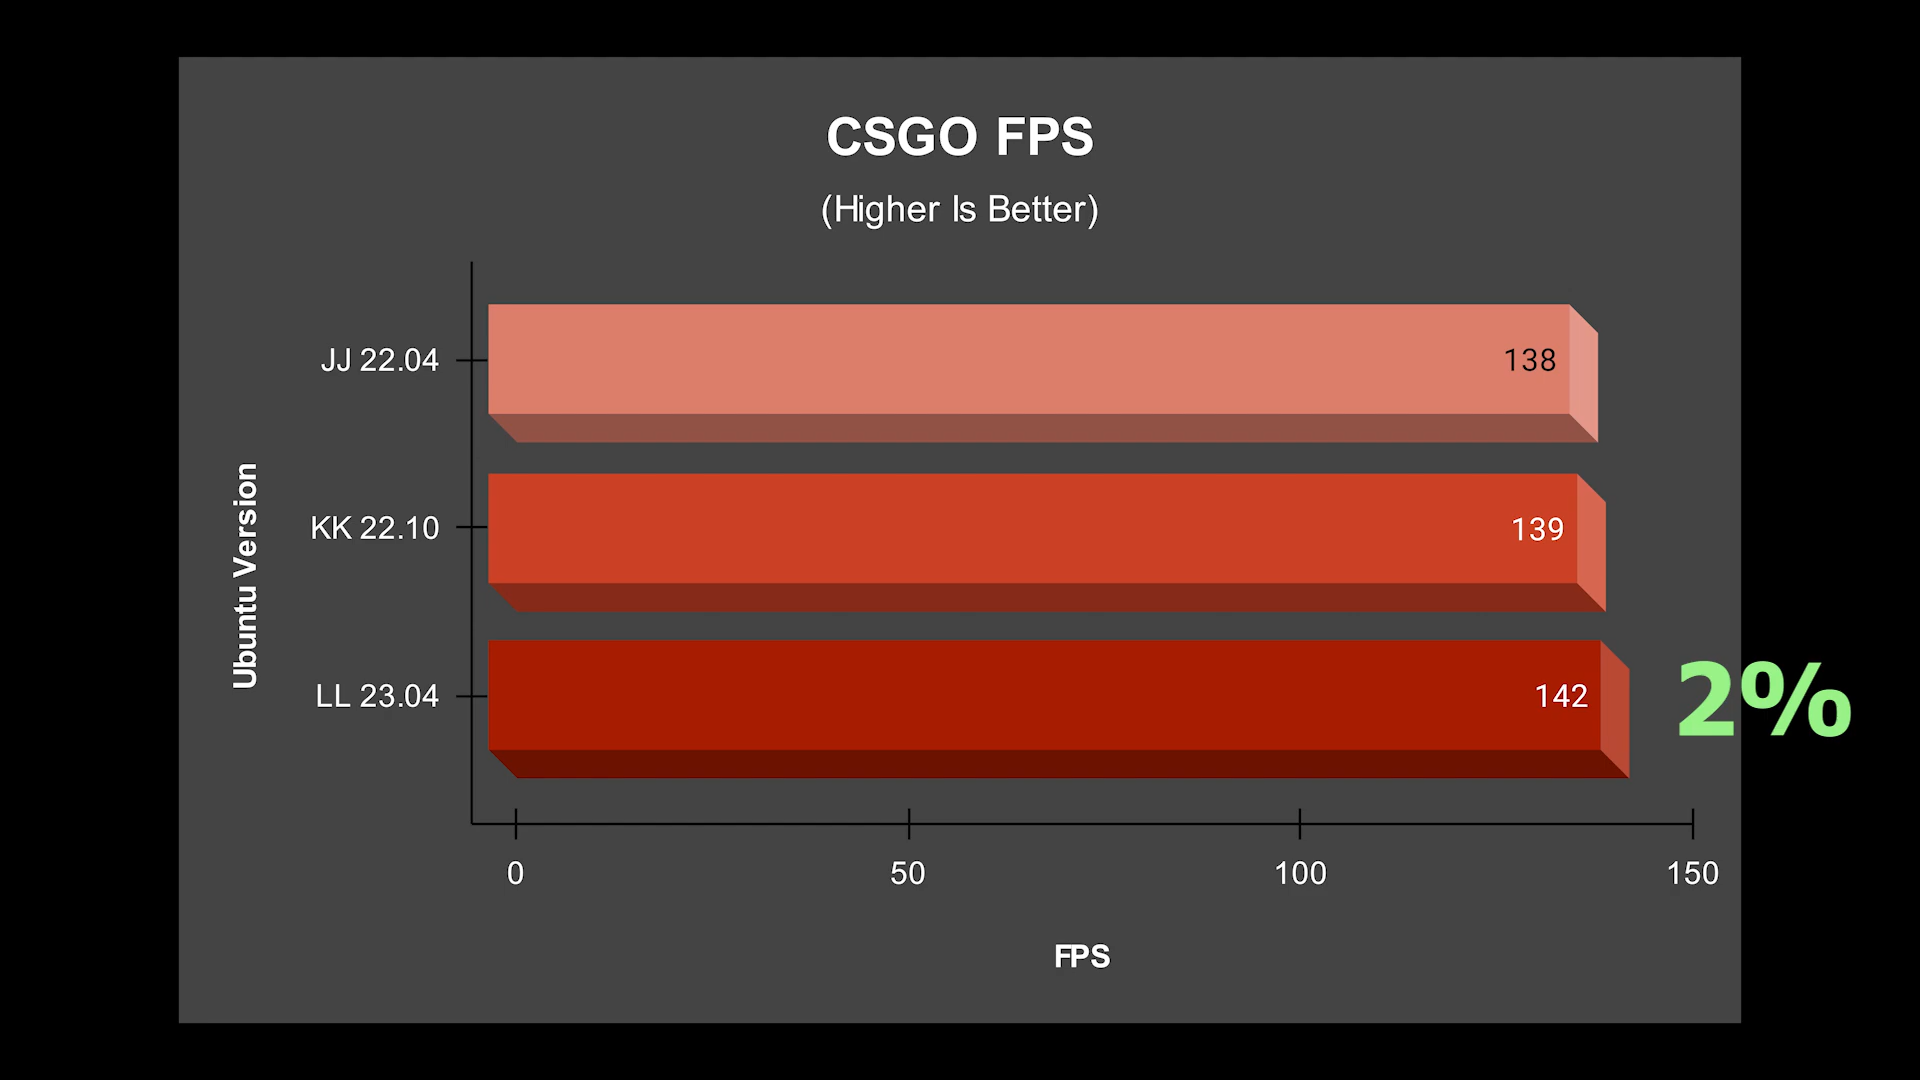 CSGO FPS
(Higher Is Better)
Ubuntu Version
JJ 22.04
138
KK 22.10
139
LL 23.04
142
2%
0
50
100
150
FPS